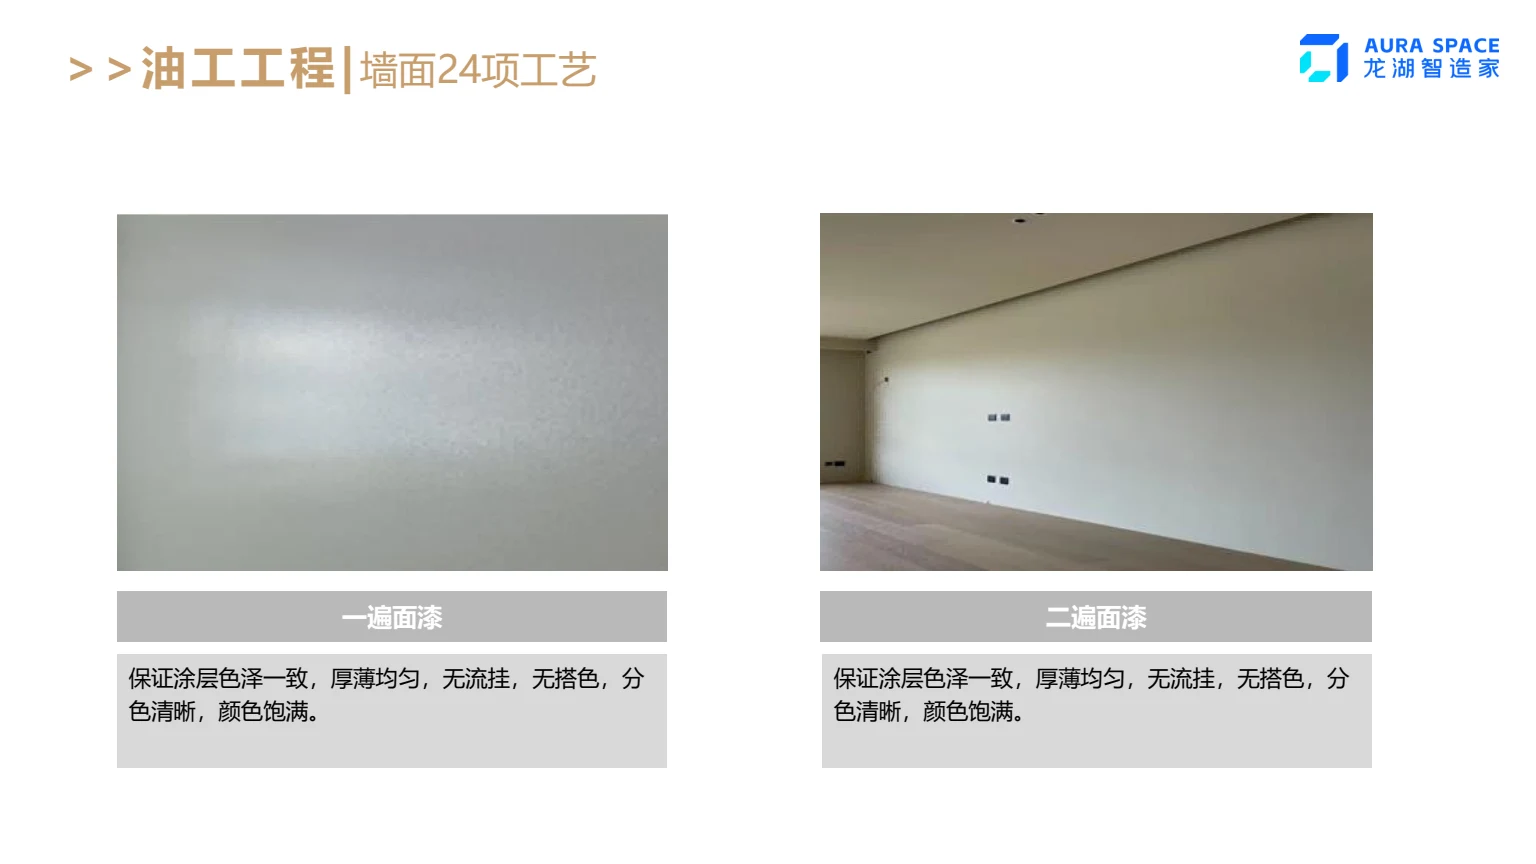 >>油工工程|墙面24项工艺
AURA SPACE
龙湖智造家
一遍面漆
保证涂层色泽一致，厚薄均匀，无流挂，无搭色，分
色清晰，颜色饱满。
二遍面漆
保证涂层色泽一致，厚薄均匀，无流挂，无搭色，分
色清晰，颜色饱满。